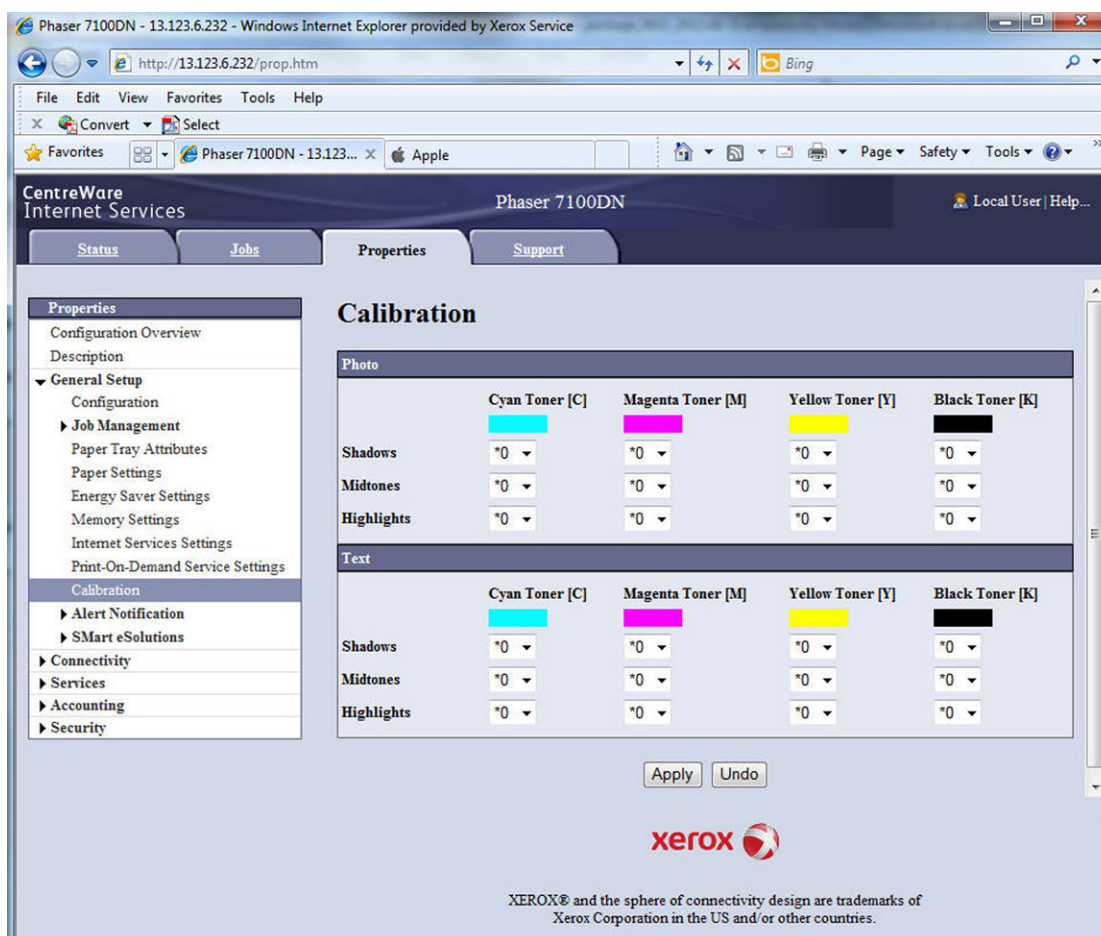 Phaser 7100DN - 13.123.6.232 - Windows Internet Explorer provided by Xerox Service
http://13.123.6.232/prop.htm
Bing
File Edit View Favorites Tools Help
Convert Select
Favorites Phaser 7100DN - 13.123... Apple Page Safety Tools
CentreWare
Internet Services
Phaser 7100DN
Local User | Help...
Status Jobs Properties Support
Properties
Configuration Overview
Description
General Setup
Configuration
Job Management
Paper Tray Attributes
Paper Settings
Energy Saver Settings
Memory Settings
Internet Services Settings
Print-On-Demand Service Settings
Calibration
Alert Notification
SMart eSolutions
Connectivity
Services
Accounting
Security
Calibration
Photo
Cyan Toner [C] Magenta Toner [M] Yellow Toner [Y] Black Toner [K]
Shadows *0 *0 *0 *0
Midtones *0 *0 *0 *0
Highlights *0 *0 *0 *0
Text
Cyan Toner [C] Magenta Toner [M] Yellow Toner [Y] Black Toner [K]
Shadows *0 *0 *0 *0
Midtones *0 *0 *0 *0
Highlights *0 *0 *0 *0
Apply Undo
xerox
XEROX® and the sphere of connectivity design are trademarks of
Xerox Corporation in the US and/or other countries.